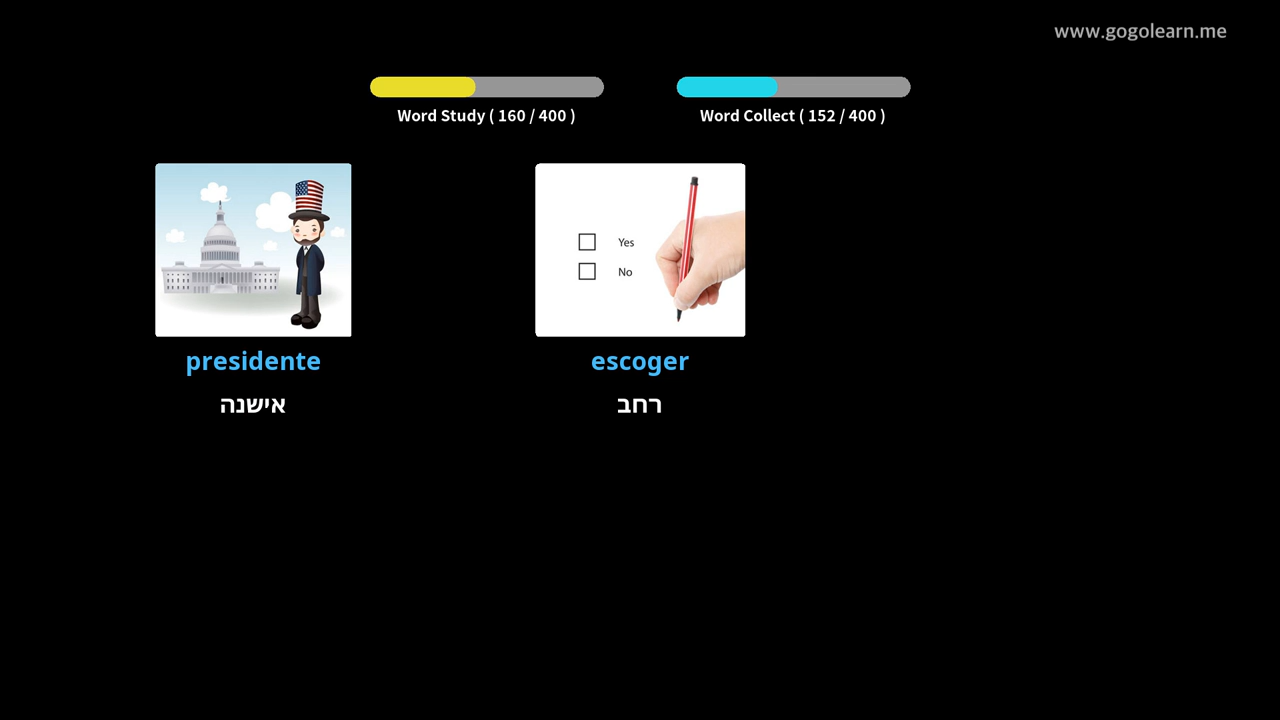 www.gogolearn.me
Word Study ( 160 / 400 )
Word Collect ( 152 / 400 )
Yes
No
presidente
escoger
אישנה
רחב